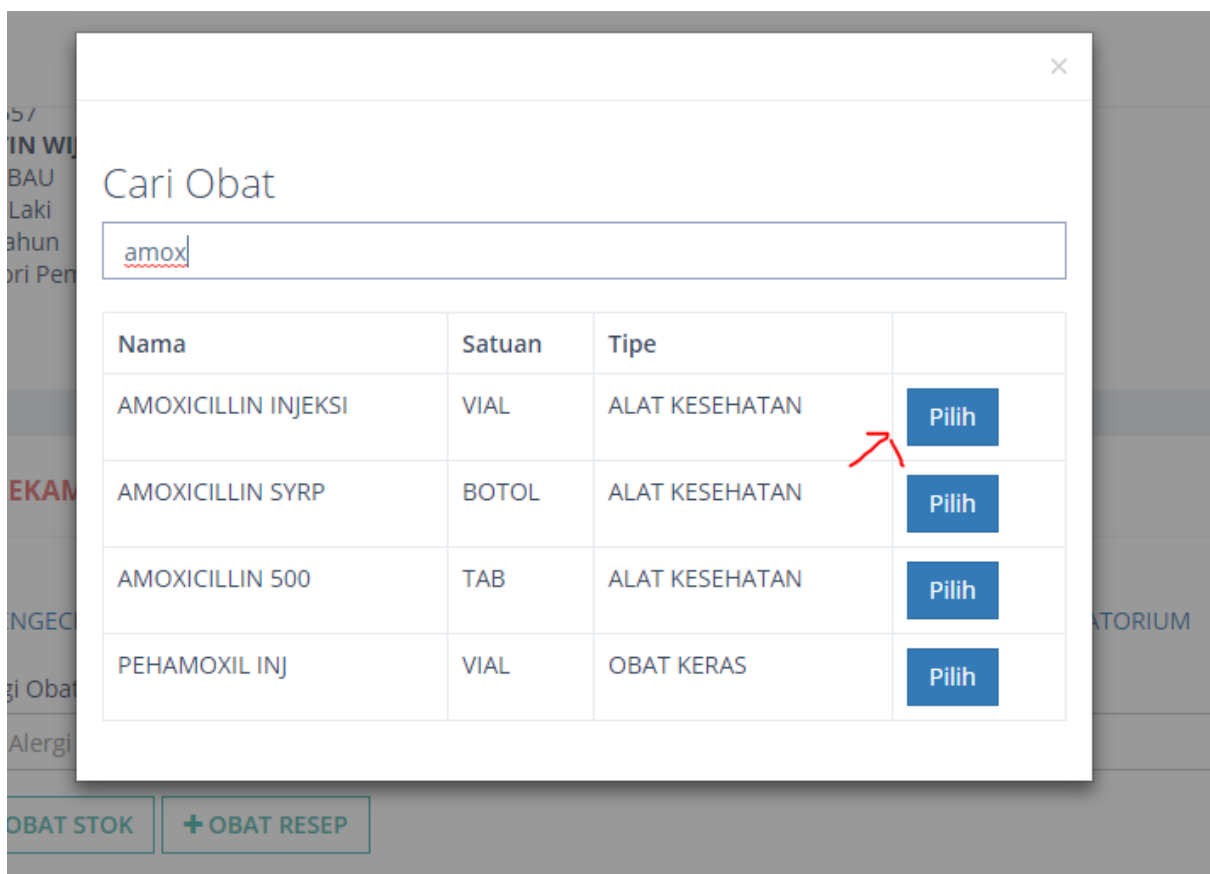 ×
557
TIN WIJ
BAU
Laki
ahun
ori Pem
Cari Obat
amox
Nama Satuan Tipe
AMOXICILLIN INJEKSI VIAL ALAT KESEHATAN Pilih
AMOXICILLIN SYRP BOTOL ALAT KESEHATAN Pilih
AMOXICILLIN 500 TAB ALAT KESEHATAN Pilih
PEHAMOXIL INJ VIAL OBAT KERAS Pilih
EKAM
NGEC
ATORIUM
gi Obat
Alergi
OBAT STOK
+ OBAT RESEP